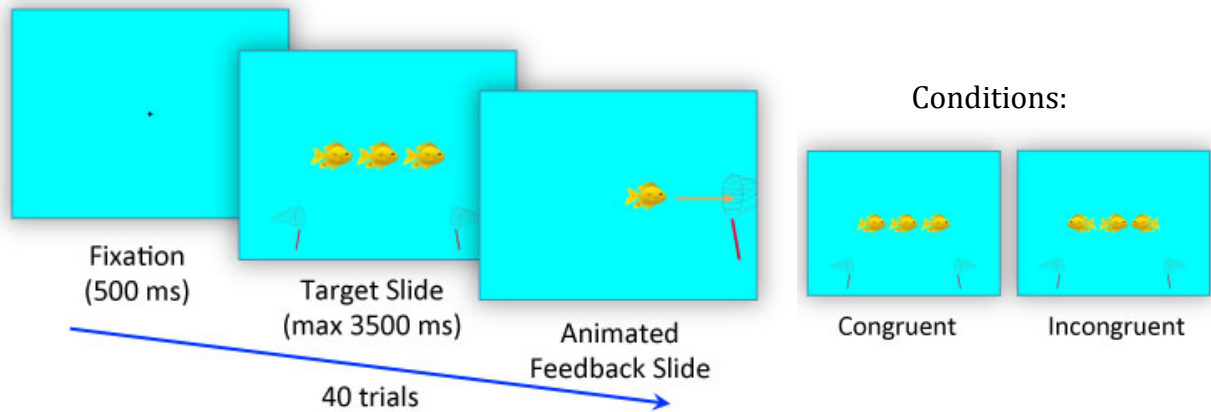 Fixation
(500 ms)
Target Slide
(max 3500 ms)
Animated
Feedback Slide
40 trials
Conditions:
Congruent
Incongruent